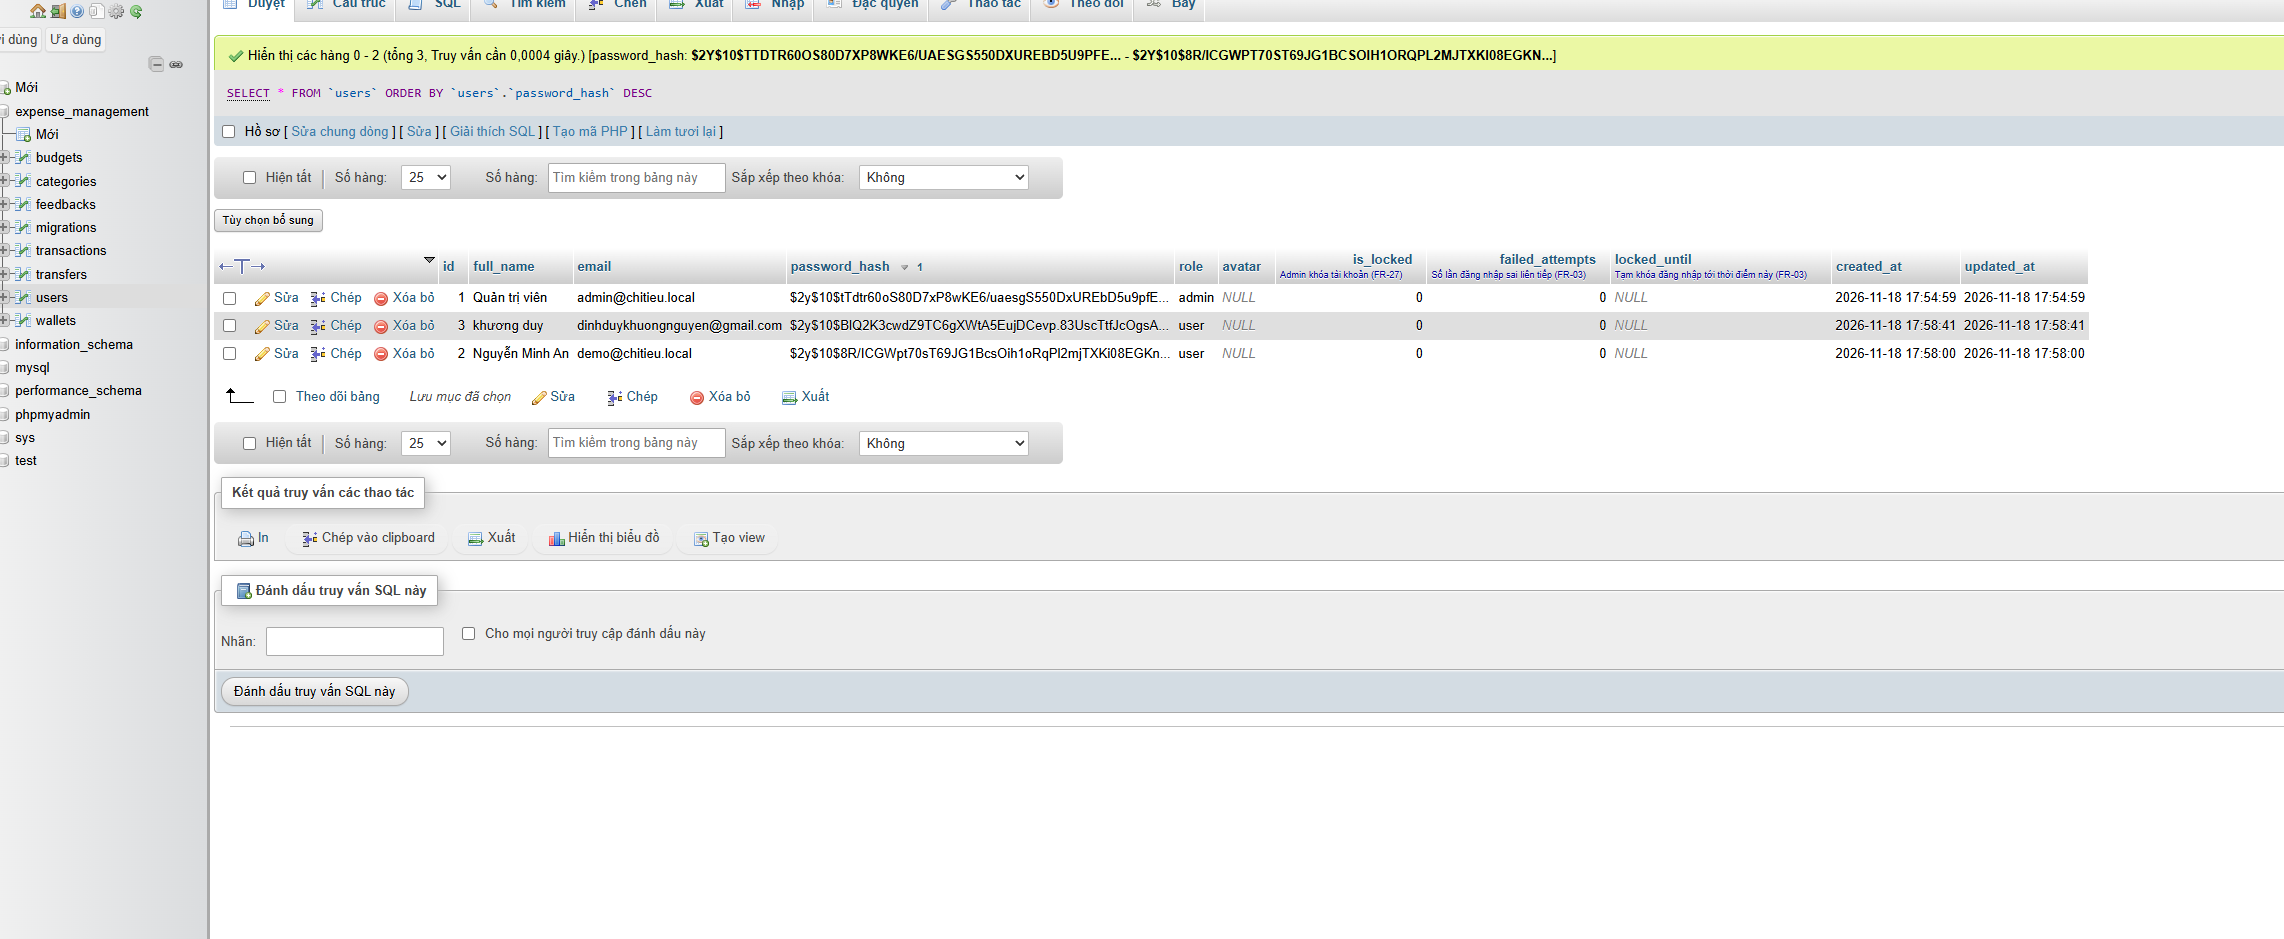 Duyệt Cấu trúc SQL Tìm kiếm Chèn Xuất Nhập Đặc quyền Thao tác Theo dõi Bẫy
i dùng Ưa dùng
Mới
expense_management
Mới
budgets
categories
feedbacks
migrations
transactions
transfers
users
wallets
information_schema
mysql
performance_schema
phpmyadmin
sys
test
Hiển thị các hàng 0 - 2 (tổng 3, Truy vấn cần 0,0004 giây.) [password_hash: $2Y$10$TTDTR60OS80D7XP8WKE6/UAESGS550DXUREBD5U9PFE... - $2Y$10$8R/ICGWPT70ST69JG1BCSOIH1ORQPL2MJTXKI08EGKN...]
SELECT * FROM `users` ORDER BY `users`.`password_hash` DESC
Hồ sơ [ Sửa chung dòng ] [ Sửa ] [ Giải thích SQL ] [ Tạo mã PHP ] [ Làm tươi lại ]
Hiện tất Số hàng: 25 Số hàng: Tìm kiếm trong bảng này Sắp xếp theo khóa: Không
Tùy chọn bổ sung
id full_name email password_hash 1 role avatar is_locked failed_attempts locked_until created_at updated_at
Admin khóa tài khoản (FR-27) Số lần đăng nhập sai liên tiếp (FR-03) Tạm khóa đăng nhập tới thời điểm này (FR-03)
Sửa Chép Xóa bỏ 1 Quản trị viên admin@chitieu.local $2y$10$tTdtr60oS80D7xP8wKE6/uaesgS550DxUREbD5u9pfE... admin NULL 0 0 NULL 2026-11-18 17:54:59 2026-11-18 17:54:59
Sửa Chép Xóa bỏ 3 khương duy dinhduykhuongnguyen@gmail.com $2y$10$BlQ2K3cwdZ9TC6gXWtA5EujDCevp.83UscTtfJcOgsA... user NULL 0 0 NULL 2026-11-18 17:58:41 2026-11-18 17:58:41
Sửa Chép Xóa bỏ 2 Nguyễn Minh An demo@chitieu.local $2y$10$8R/ICGWpt70sT69JG1BcsOih1oRqPl2mjTXKi08EGKn... user NULL 0 0 NULL 2026-11-18 17:58:00 2026-11-18 17:58:00
Theo dõi bảng Lưu mục đã chọn Sửa Chép Xóa bỏ Xuất
Hiện tất Số hàng: 25 Số hàng: Tìm kiếm trong bảng này Sắp xếp theo khóa: Không
Kết quả truy vấn các thao tác
In Chép vào clipboard Xuất Hiển thị biểu đồ Tạo view
Đánh dấu truy vấn SQL này
Nhãn: Cho mọi người truy cập đánh dấu này
Đánh dấu truy vấn SQL này